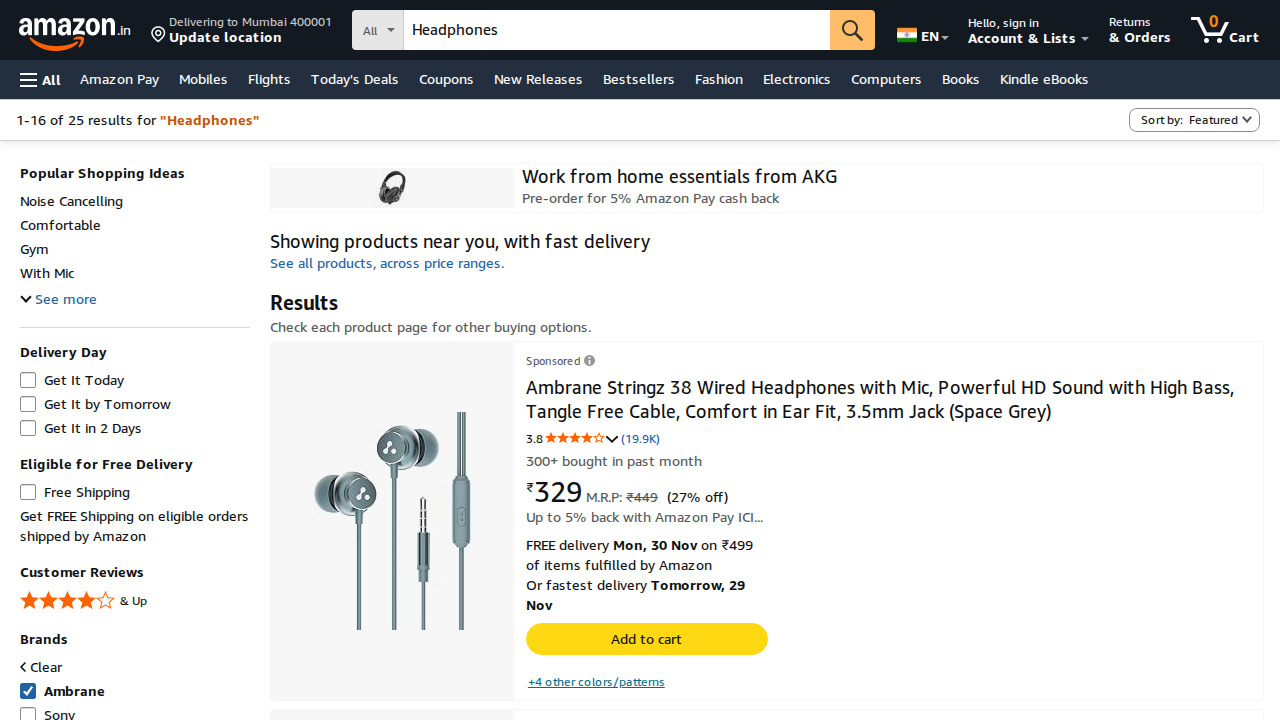 amazon.in
Delivering to Mumbai 400001
Update location
All
Headphones
EN
Hello, sign in
Account & Lists
Returns
& Orders
0
Cart
All
Amazon Pay
Mobiles
Flights
Today's Deals
Coupons
New Releases
Bestsellers
Fashion
Electronics
Computers
Books
Kindle eBooks
1-16 of 25 results for "Headphones"
Sort by: Featured
Popular Shopping Ideas
Noise Cancelling
Comfortable
Gym
With Mic
See more
Delivery Day
Get It Today
Get It by Tomorrow
Get It in 2 Days
Eligible for Free Delivery
Free Shipping
Get FREE Shipping on eligible orders
shipped by Amazon
Customer Reviews
& Up
Brands
Clear
Ambrane
Sony
Work from home essentials from AKG
Pre-order for 5% Amazon Pay cash back
Showing products near you, with fast delivery
See all products, across price ranges.
Results
Check each product page for other buying options.
Sponsored
Ambrane Stringz 38 Wired Headphones with Mic, Powerful HD Sound with High Bass,
Tangle Free Cable, Comfort in Ear Fit, 3.5mm Jack (Space Grey)
3.8 (19.9K)
300+ bought in past month
₹329 M.R.P: ₹449 (27% off)
Up to 5% back with Amazon Pay ICI...
FREE delivery Mon, 30 Nov on ₹499
of items fulfilled by Amazon
Or fastest delivery Tomorrow, 29
Nov
Add to cart
+4 other colors/patterns